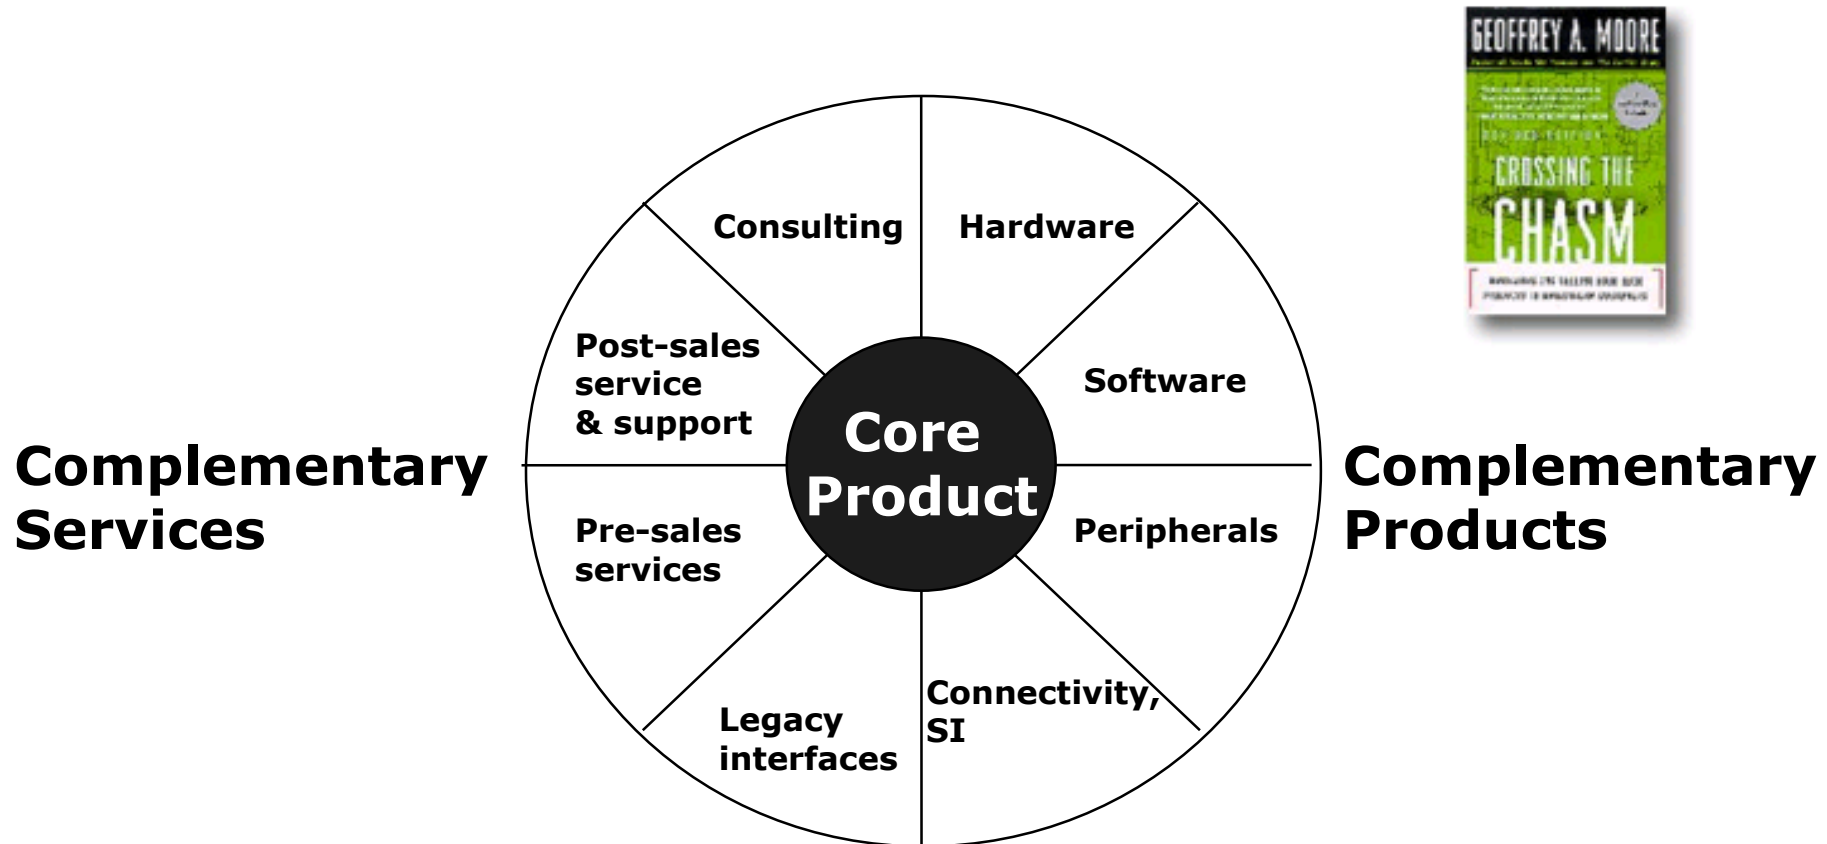 GEOFFREY A. MOORE
CROSSING THE
CHASM
Consulting
Hardware
Post-sales
service
& support
Software
Core
Product
Complementary
Services
Complementary
Products
Pre-sales
services
Peripherals
Legacy
interfaces
Connectivity,
SI